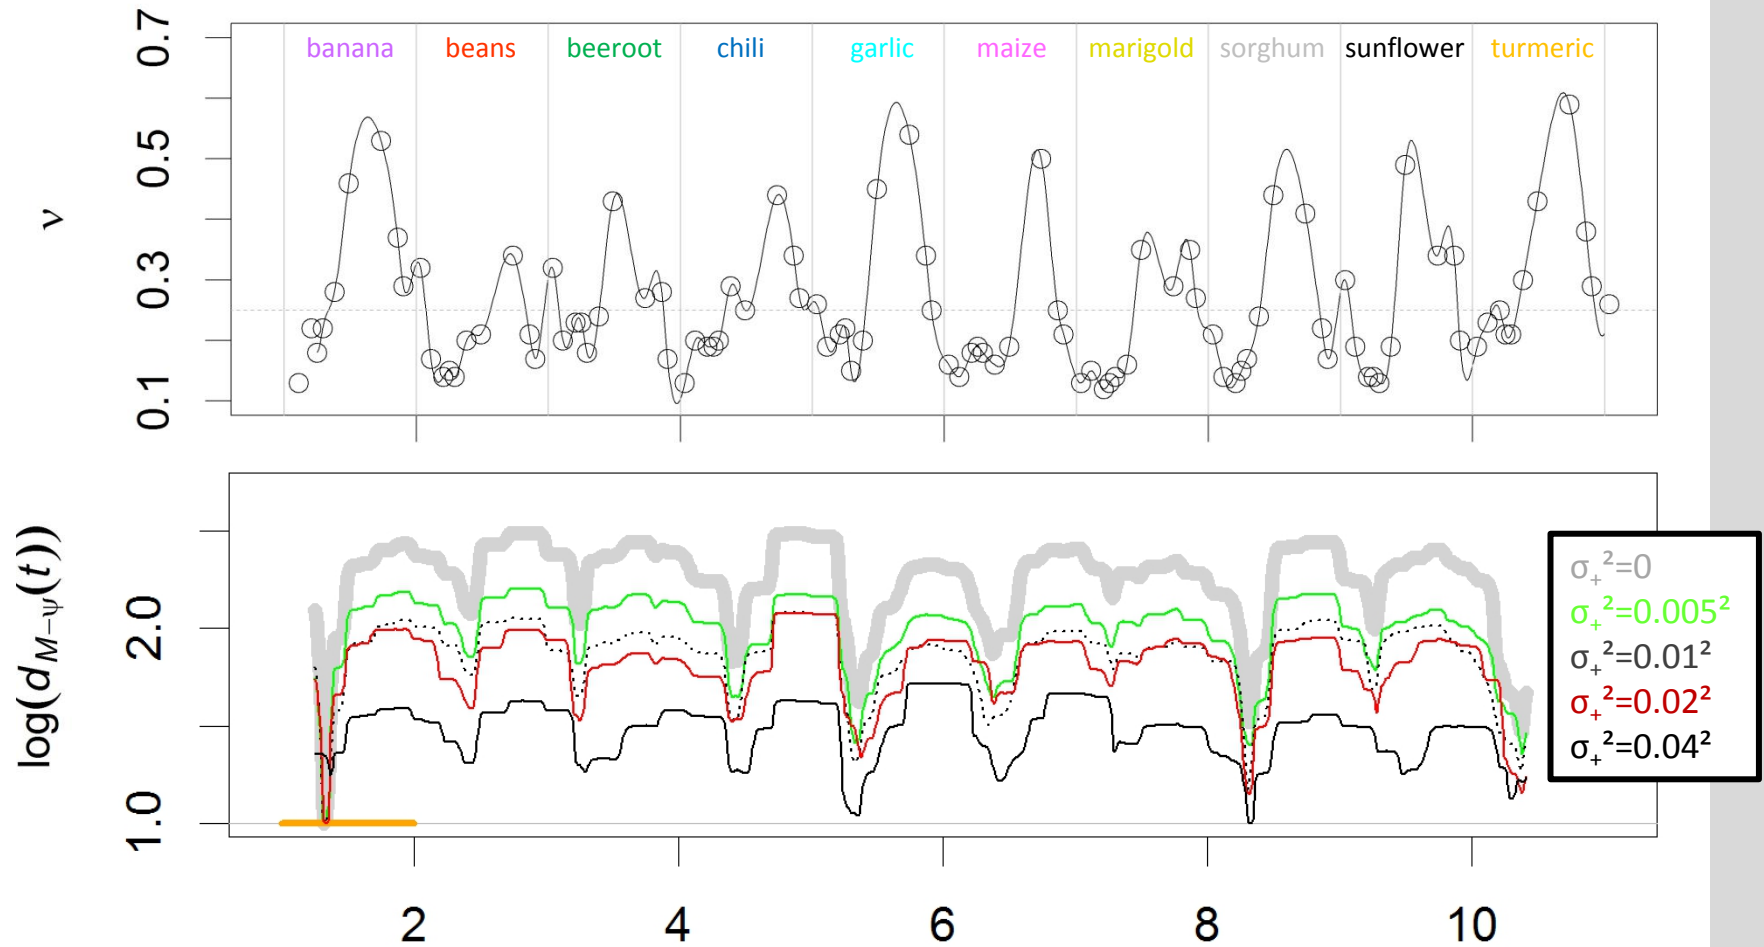 0.7
banana beans beeroot chili garlic maize marigold sorghum sunflower turmeric
0.5
ν
0.3
0.1
log(d_{M−ψ}(t))
2.0
1.0
σ₊²=0
σ₊²=0.005²
σ₊²=0.01²
σ₊²=0.02²
σ₊²=0.04²
2 4 6 8 10